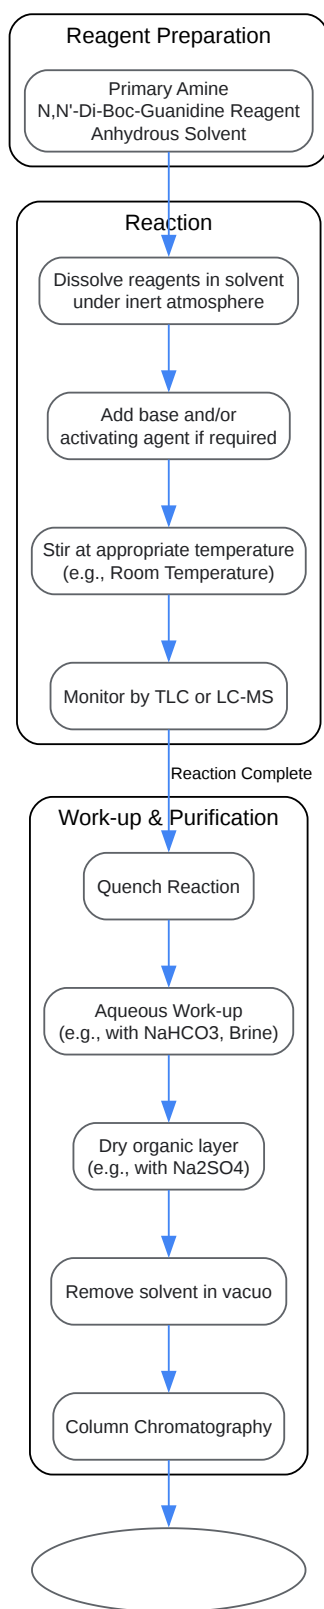 Reagent Preparation
Primary Amine
N,N'-Di-Boc-Guanidine Reagent
Anhydrous Solvent
Reaction
Dissolve reagents in solvent
under inert atmosphere
Add base and/or
activating agent if required
Stir at appropriate temperature
(e.g., Room Temperature)
Monitor by TLC or LC-MS
Reaction Complete
Work-up & Purification
Quench Reaction
Aqueous Work-up
(e.g., with NaHCO3, Brine)
Dry organic layer
(e.g., with Na2SO4)
Remove solvent in vacuo
Column Chromatography